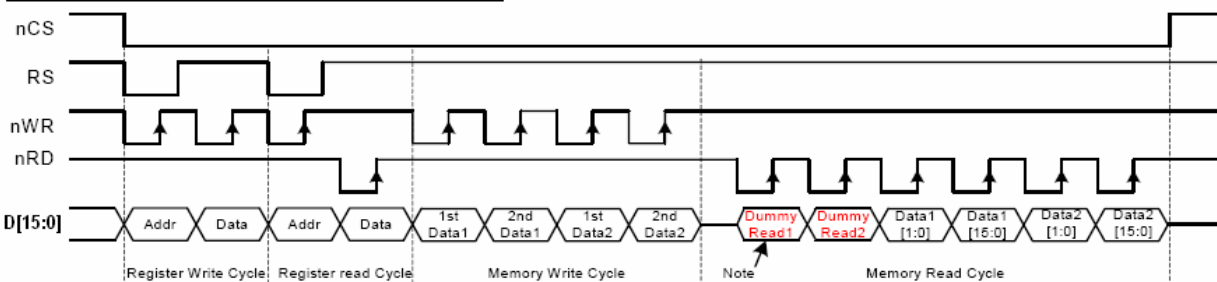 nCS
RS
nWR
nRD
D[15:0]
Addr
Data
Addr
Data
1st
Data1
2nd
Data1
1st
Data2
2nd
Data2
Dummy
Read1
Dummy
Read2
Data1
[1:0]
Data1
[15:0]
Data2
[1:0]
Data2
[15:0]
Register Write Cycle
Register read Cycle
Memory Write Cycle
Note
Memory Read Cycle